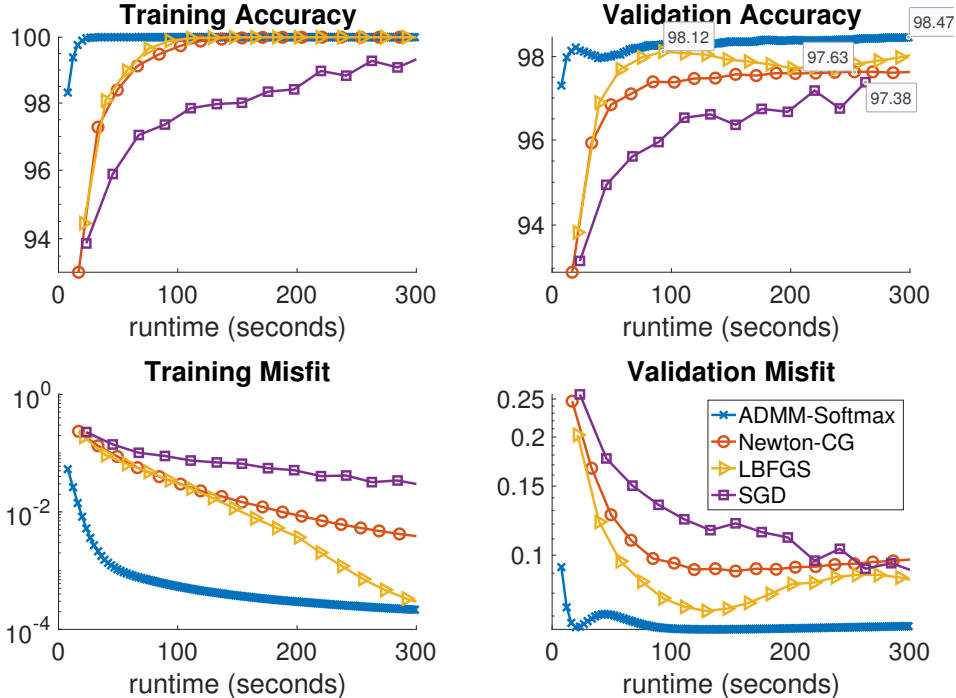 Training Accuracy
100
98
96
94
0
100
200
300
runtime (seconds)
Validation Accuracy
98
96
94
98.12
98.47
97.63
97.38
0
100
200
300
runtime (seconds)
Training Misfit
10^0
10^-2
10^-4
0
100
200
300
runtime (seconds)
Validation Misfit
0.25
0.2
0.15
0.1
ADMM-Softmax
Newton-CG
LBFGS
SGD
0
100
200
300
runtime (seconds)